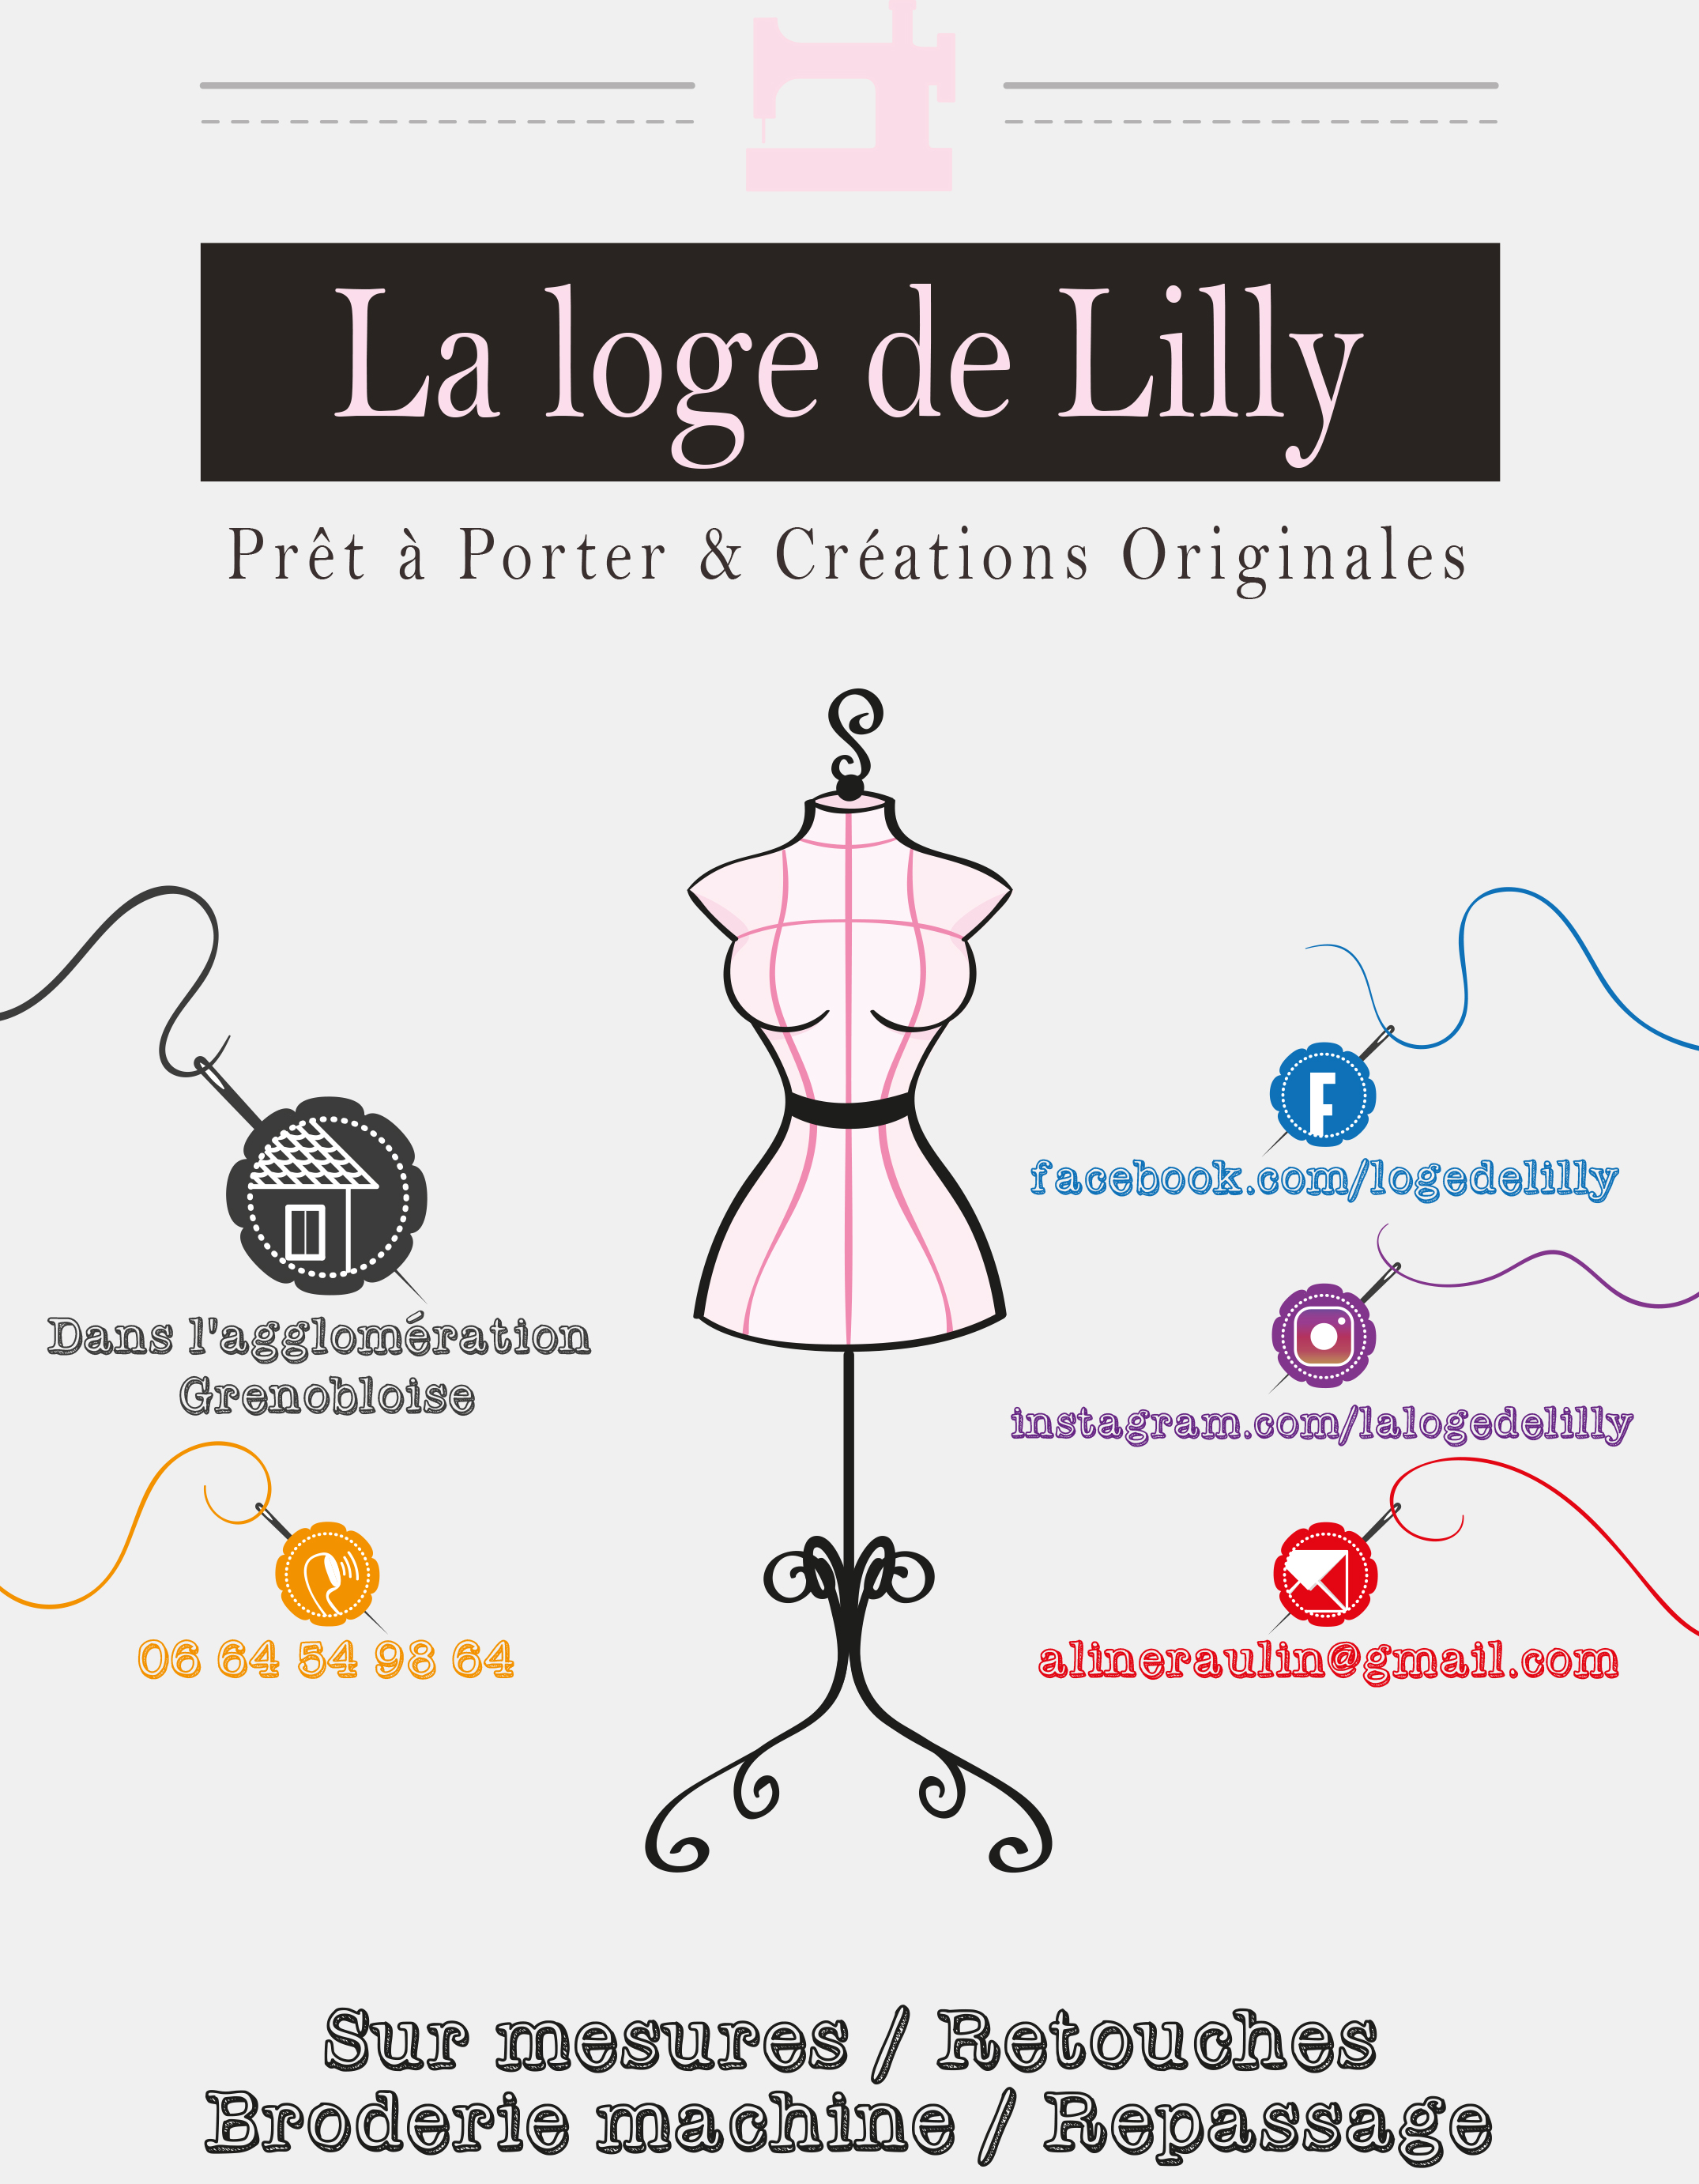 La loge de Lilly
Prêt à Porter & Créations Originales
Dans l'agglomération
Grenobloise
06 64 54 98 64
facebook.com/logedelilly
instagram.com/lalogedelilly
alineraulin@gmail.com
Sur mesures / Retouches
Broderie machine / Repassage